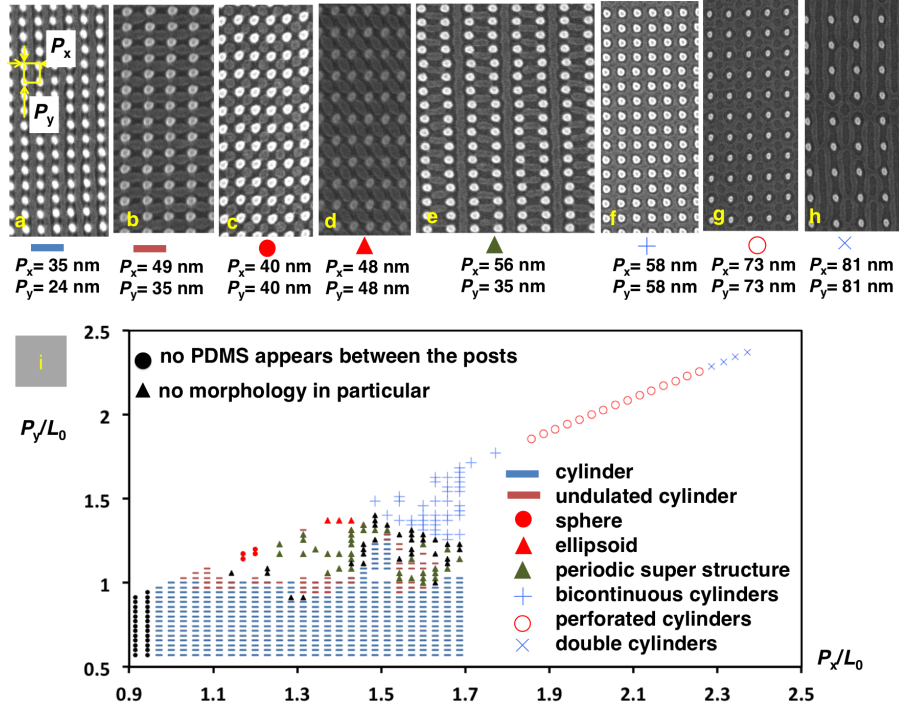 Px
Py
a
b
c
d
e
f
g
h
Px= 35 nm
Py= 24 nm
Px= 49 nm
Py= 35 nm
Px= 40 nm
Py= 40 nm
Px= 48 nm
Py= 48 nm
Px= 56 nm
Py= 35 nm
Px= 58 nm
Py= 58 nm
Px= 73 nm
Py= 73 nm
Px= 81 nm
Py= 81 nm
i
Py/L0
2.5
2
1.5
1
0.5
no PDMS appears between the posts
no morphology in particular
cylinder
undulated cylinder
sphere
ellipsoid
periodic super structure
bicontinuous cylinders
perforated cylinders
double cylinders
Px/L0
0.9 1.1 1.3 1.5 1.7 1.9 2.1 2.3 2.5